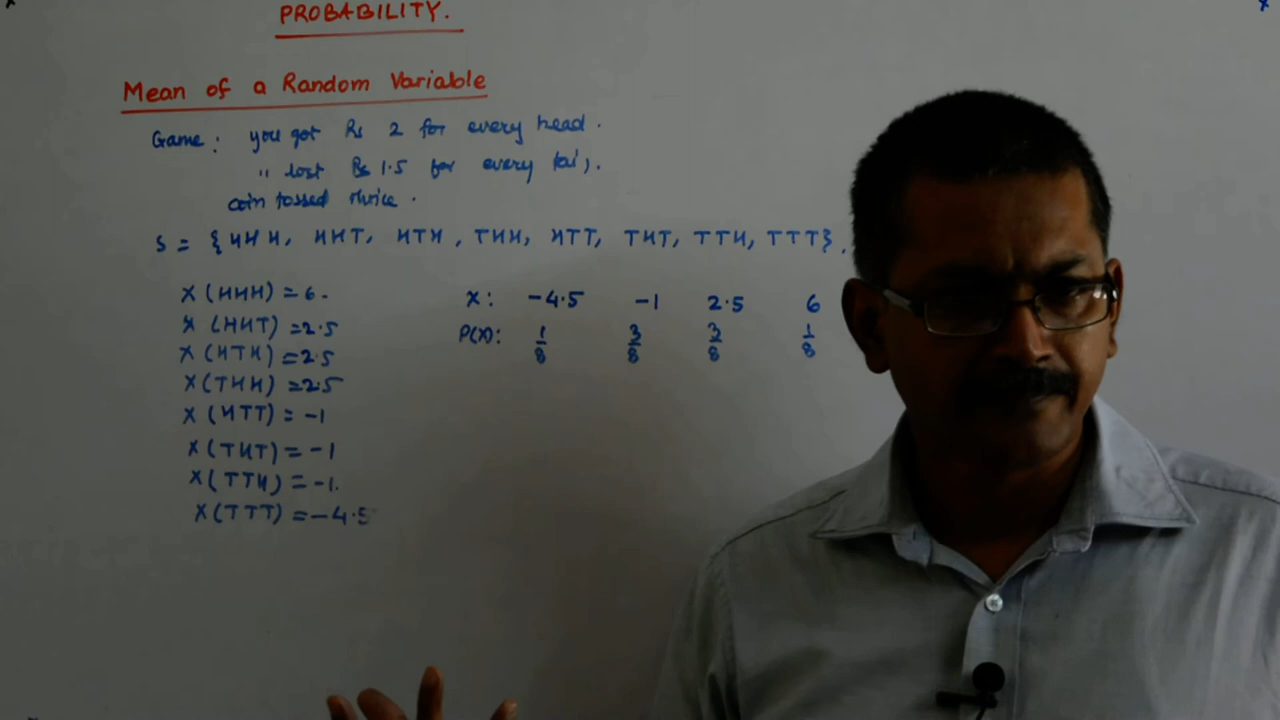 PROBABILITY.
Mean of a Random Variable
Game: you got Rs 2 for every head.
" lost Rs 1.5 for every tail.
coin tossed thrice.
S = {HHH, HHT, HTH, THH, HTT, THT, TTH, TTT}.
X(HHH) = 6.
X(HHT) = 2.5
X(HTH) = 2.5
X(THH) = 2.5
X(HTT) = -1
X(THT) = -1
X(TTH) = -1.
X(TTT) = -4.5
X: -4.5 -1 2.5 6
P(X): 1/8 3/8 3/8 1/8